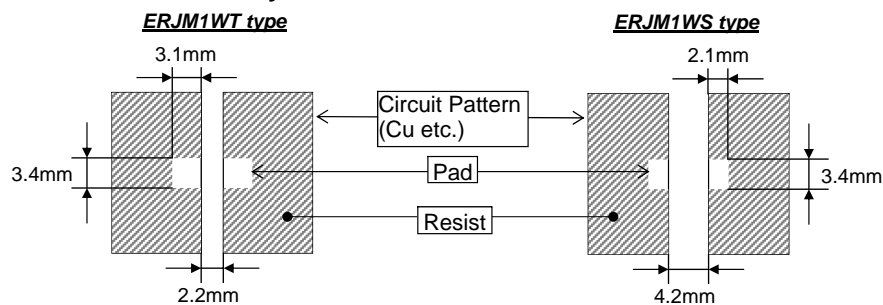 ERJM1WT type
ERJM1WS type
3.1mm
2.1mm
Circuit Pattern
(Cu etc.)
3.4mm
Pad
3.4mm
Resist
2.2mm
4.2mm